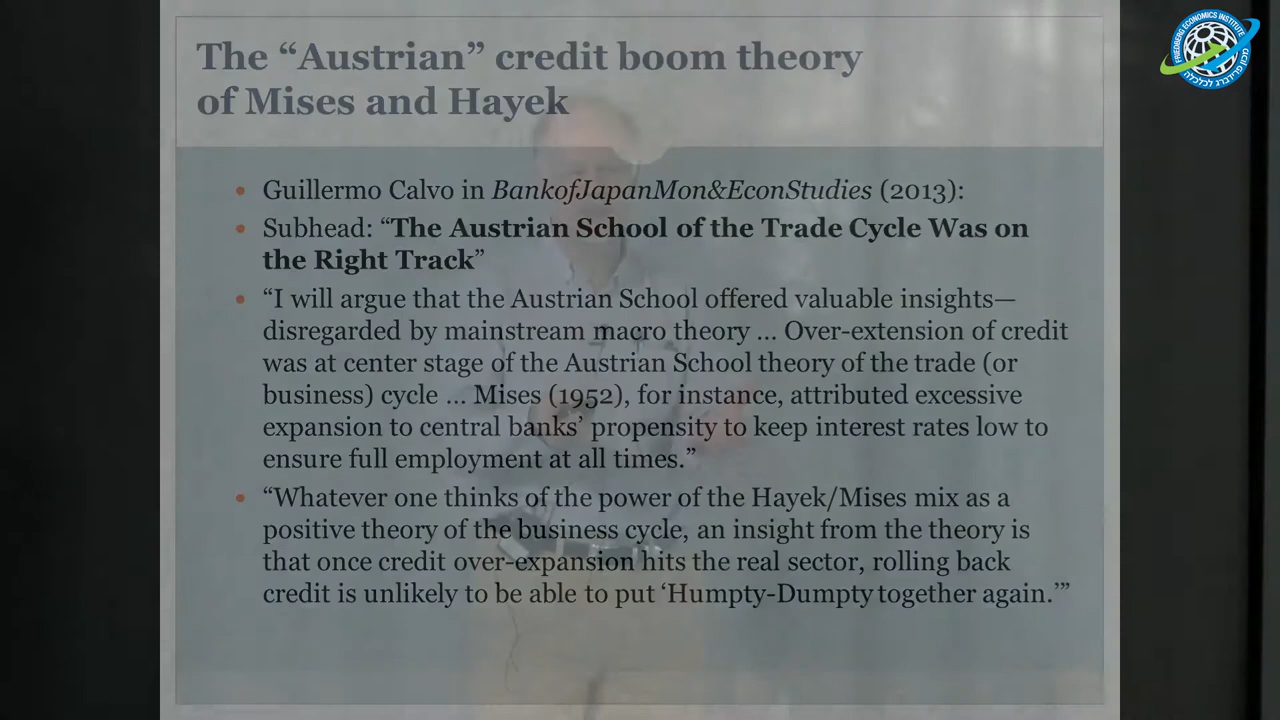 The “Austrian” credit boom theory
of Mises and Hayek
Guillermo Calvo in BankofJapanMon&EconStudies (2013):
Subhead: “The Austrian School of the Trade Cycle Was on
the Right Track”
“I will argue that the Austrian School offered valuable insights—
disregarded by mainstream macro theory ... Over-extension of credit
was at center stage of the Austrian School theory of the trade (or
business) cycle ... Mises (1952), for instance, attributed excessive
expansion to central banks’ propensity to keep interest rates low to
ensure full employment at all times.”
“Whatever one thinks of the power of the Hayek/Mises mix as a
positive theory of the business cycle, an insight from the theory is
that once credit over-expansion hits the real sector, rolling back
credit is unlikely to be able to put ‘Humpty-Dumpty together again.’”
FRIEDBERG ECONOMICS INSTITUTE
מכון פרידברג לכלכלה